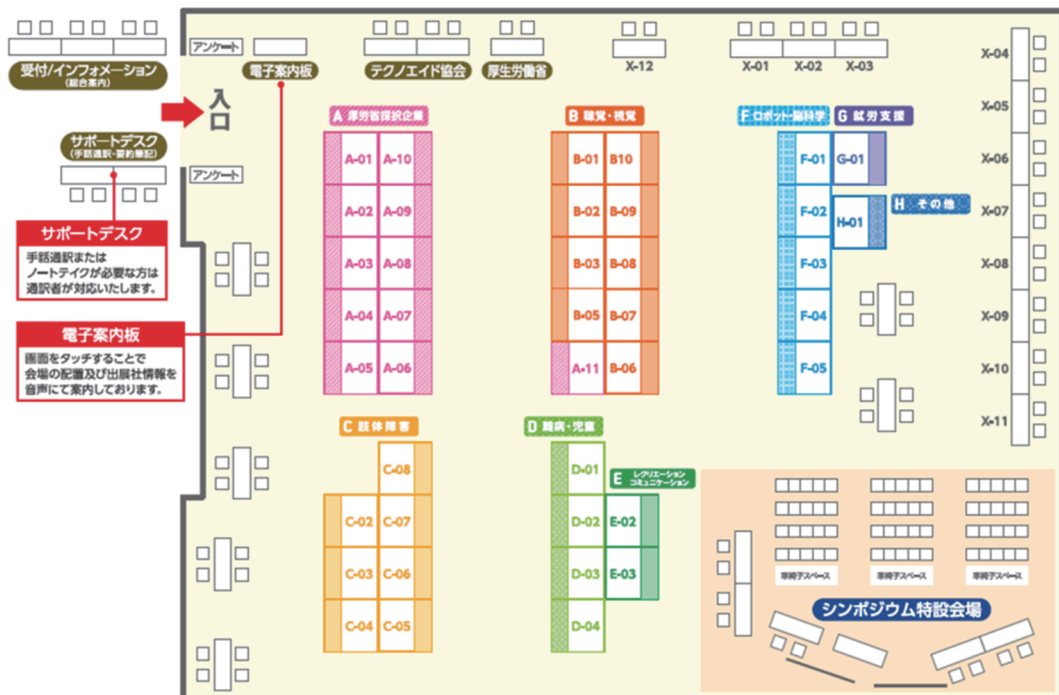 受付/インフォメーション
(総合案内)
アンケート
電子案内板
テクノエイド協会
厚生労働省
X-12
X-01
X-02
X-03
X-04
X-05
X-06
X-07
X-08
X-09
X-10
X-11
入口
サポートデスク
(手話通訳・要約筆記)
アンケート
サポートデスク
手話通訳または
ノートテイクが必要な方は
通訳者が対応いたします。
電子案内板
画面をタッチすることで
会場の配置及び出展社情報を
音声にて案内しております。
A 厚労省採択企業
A-01 A-10
A-02 A-09
A-03 A-08
A-04 A-07
A-05 A-06
B 聴覚・視覚
B-01 B10
B-02 B-09
B-03 B-08
B-05 B-07
A-11 B-06
F ロボット・脳科学
F-01
F-02
F-03
F-04
F-05
G 就労支援
G-01
H その他
H-01
C 肢体障害
C-08
C-02 C-07
C-03 C-06
C-04 C-05
D 難病・児童
D-01
D-02
D-03
D-04
E レクリエーション
コミュニケーション
E-02
E-03
車椅子スペース
車椅子スペース
車椅子スペース
シンポジウム特設会場